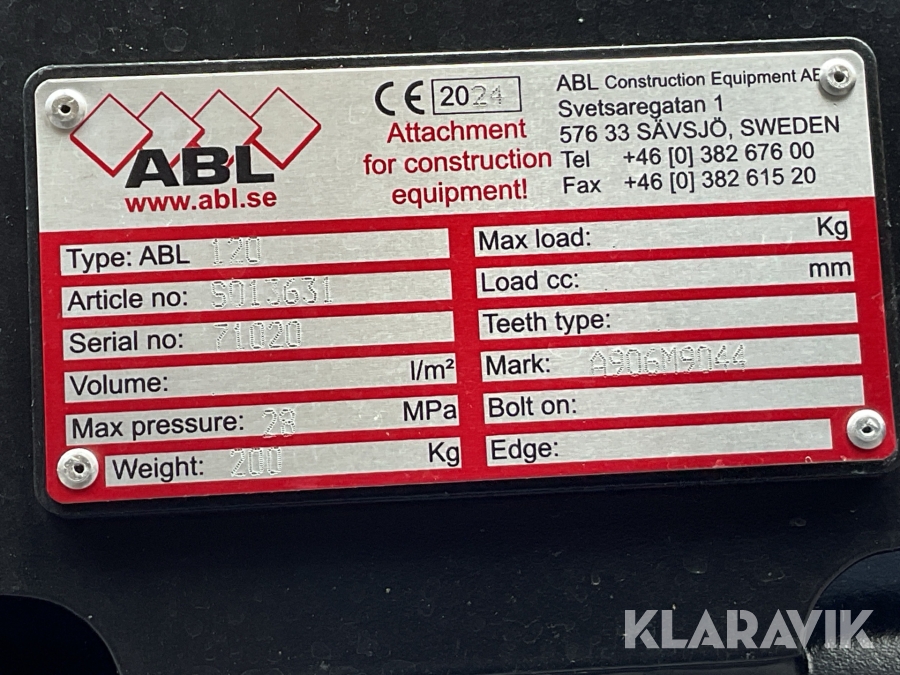 ABL
www.abl.se
CE 2024
Attachment
for construction
equipment!
ABL Construction Equipment AB
Svetsaregatan 1
576 33 SÄVSJÖ, SWEDEN
Tel +46 [0] 382 676 00
Fax +46 [0] 382 615 20
Type: ABL 120
Article no: S013631
Serial no: 71020
Volume: l/m²
Max pressure: 28 MPa
Weight: 200 Kg
Max load: Kg
Load cc: mm
Teeth type:
Mark: A906M9044
Bolt on:
Edge:
KLARAVIK